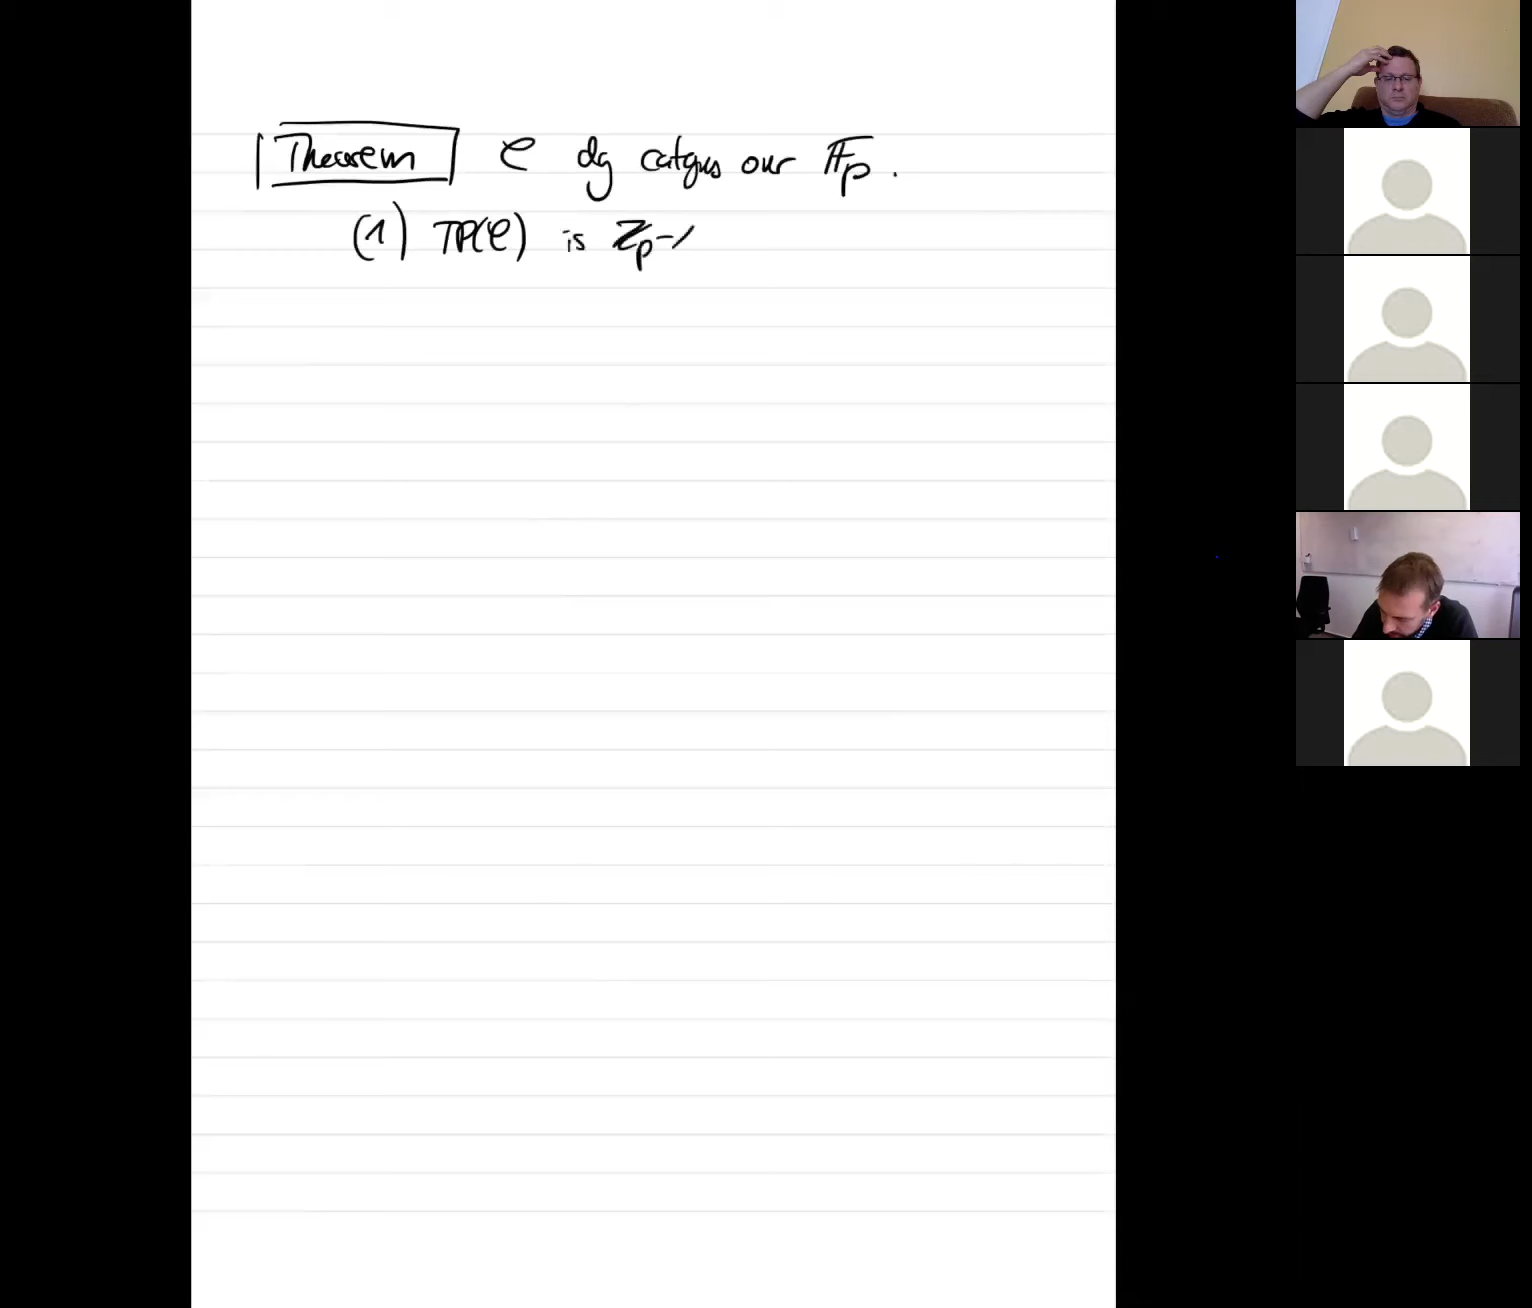 Theorem C dg category over 𝔽p.
(1) TP(C) is ℤp-